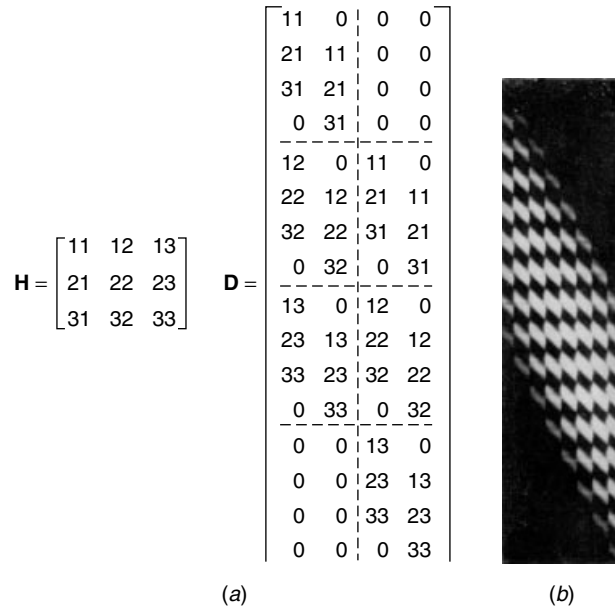 H = [11 12 13
21 22 23
31 32 33]
D =
11 0 0 0
21 11 0 0
31 21 0 0
0 31 0 0
12 0 11 0
22 12 21 11
32 22 31 21
0 32 0 31
13 0 12 0
23 13 22 12
33 23 32 22
0 33 0 32
0 0 13 0
0 0 23 13
0 0 33 23
0 0 0 33
(a) (b)